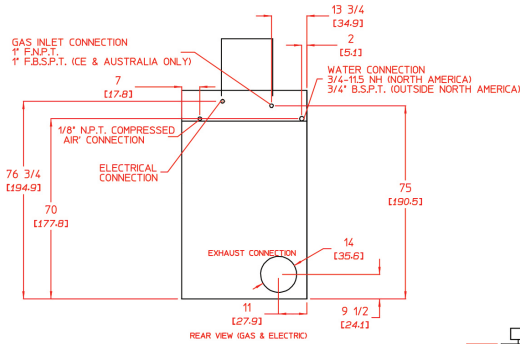 13 3/4
[34.9]
GAS INLET CONNECTION
1" F.N.P.T.
1" F.B.S.P.T. (CE & AUSTRALIA ONLY)
2
[5.1]
WATER CONNECTION
3/4-11.5 NH (NORTH AMERICA)
3/4" B.S.P.T. (OUTSIDE NORTH AMERICA)
7
[17.8]
1/8" N.P.T. COMPRESSED
AIR' CONNECTION
ELECTRICAL
CONNECTION
76 3/4
[194.9]
70
[177.8]
75
[190.5]
EXHAUST CONNECTION
14
[35.6]
11
[27.9]
9 1/2
[24.1]
REAR VIEW (GAS & ELECTRIC)